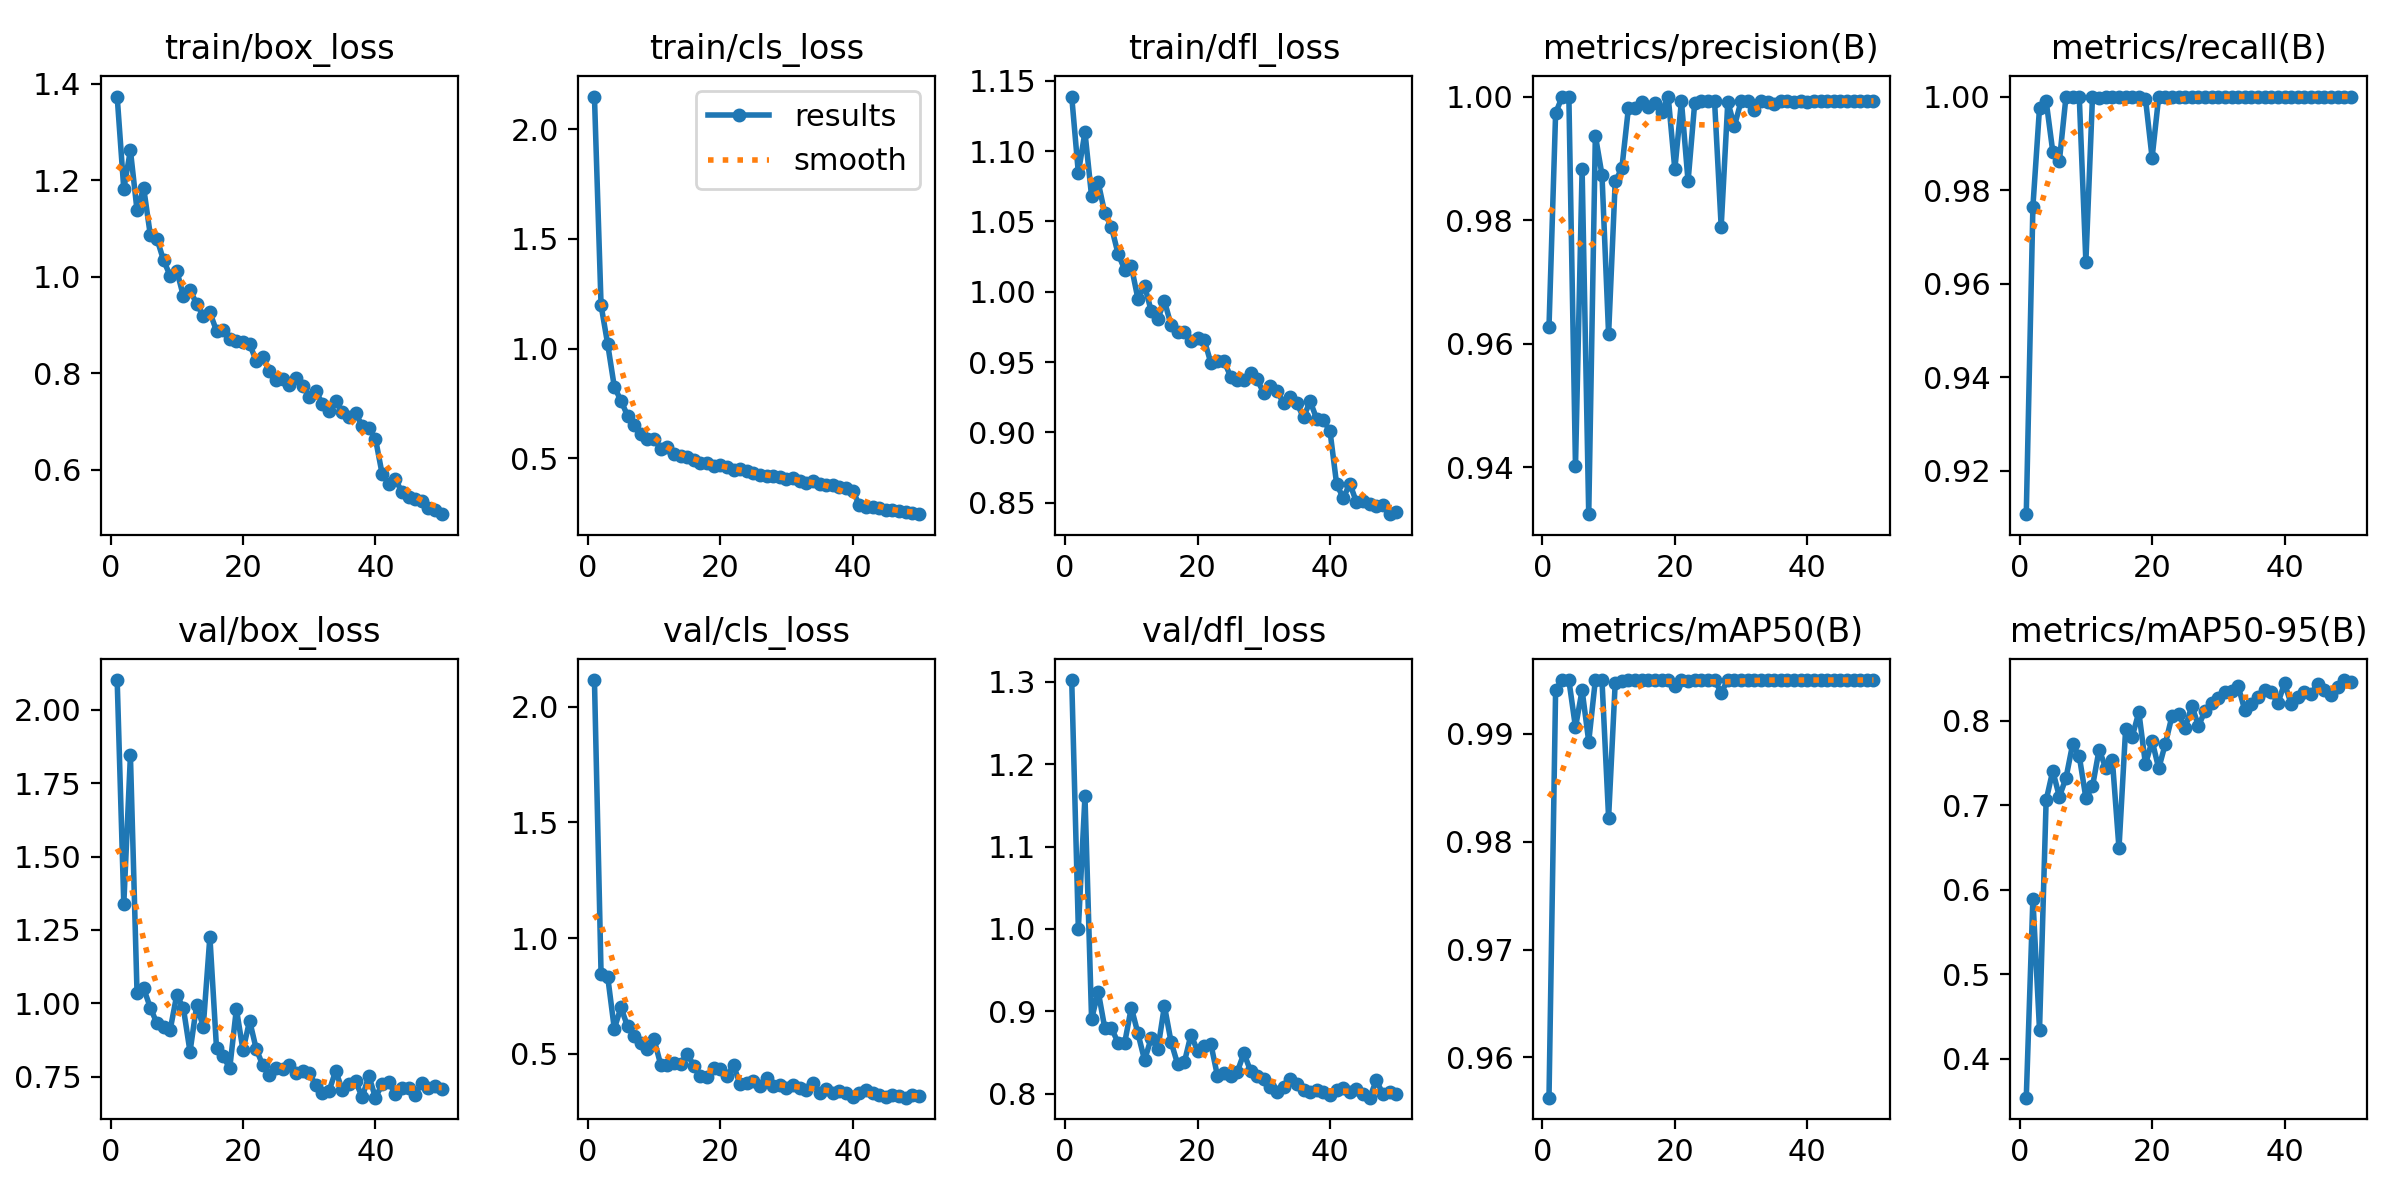 train/box_loss
1.4
1.2
1.0
0.8
0.6
0 20 40
train/cls_loss
results
smooth
2.0
1.5
1.0
0.5
0 20 40
train/dfl_loss
1.15
1.10
1.05
1.00
0.95
0.90
0.85
0 20 40
metrics/precision(B)
1.00
0.98
0.96
0.94
0 20 40
metrics/recall(B)
1.00
0.98
0.96
0.94
0.92
0 20 40
val/box_loss
2.00
1.75
1.50
1.25
1.00
0.75
0 20 40
val/cls_loss
2.0
1.5
1.0
0.5
0 20 40
val/dfl_loss
1.3
1.2
1.1
1.0
0.9
0.8
0 20 40
metrics/mAP50(B)
0.99
0.98
0.97
0.96
0 20 40
metrics/mAP50-95(B)
0.8
0.7
0.6
0.5
0.4
0 20 40